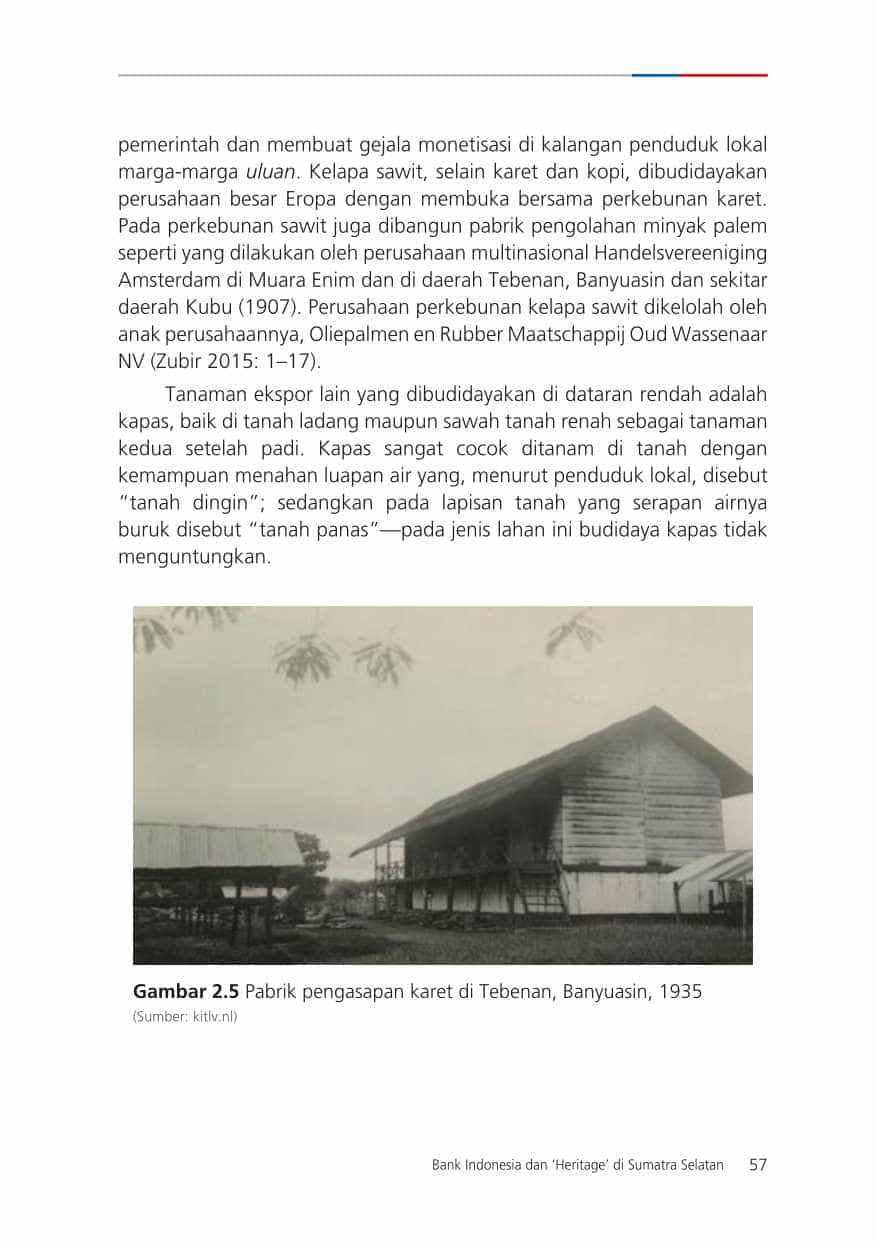 pemerintah dan membuat gejala monetisasi di kalangan penduduk lokal
marga-marga uluan. Kelapa sawit, selain karet dan kopi, dibudidayakan
perusahaan besar Eropa dengan membuka bersama perkebunan karet.
Pada perkebunan sawit juga dibangun pabrik pengolahan minyak palem
seperti yang dilakukan oleh perusahaan multinasional Handelsvereeniging
Amsterdam di Muara Enim dan di daerah Tebenan, Banyuasin dan sekitar
daerah Kubu (1907). Perusahaan perkebunan kelapa sawit dikelolah oleh
anak perusahaannya, Oliepalmen en Rubber Maatschappij Oud Wassenaar
NV (Zubir 2015: 1–17).
Tanaman ekspor lain yang dibudidayakan di dataran rendah adalah
kapas, baik di tanah ladang maupun sawah tanah renah sebagai tanaman
kedua setelah padi. Kapas sangat cocok ditanam di tanah dengan
kemampuan menahan luapan air yang, menurut penduduk lokal, disebut
“tanah dingin”; sedangkan pada lapisan tanah yang serapan airnya
buruk disebut “tanah panas”—pada jenis lahan ini budidaya kapas tidak
menguntungkan.
Gambar 2.5 Pabrik pengasapan karet di Tebenan, Banyuasin, 1935
(Sumber: kitlv.nl)
Bank Indonesia dan ‘Heritage’ di Sumatra Selatan 57